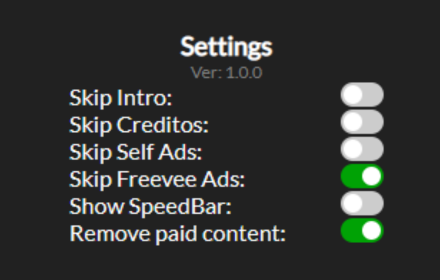 Settings
Ver: 1.0.0
Skip Intro:
Skip Creditos:
Skip Self Ads:
Skip Freevee Ads:
Show SpeedBar:
Remove paid content: